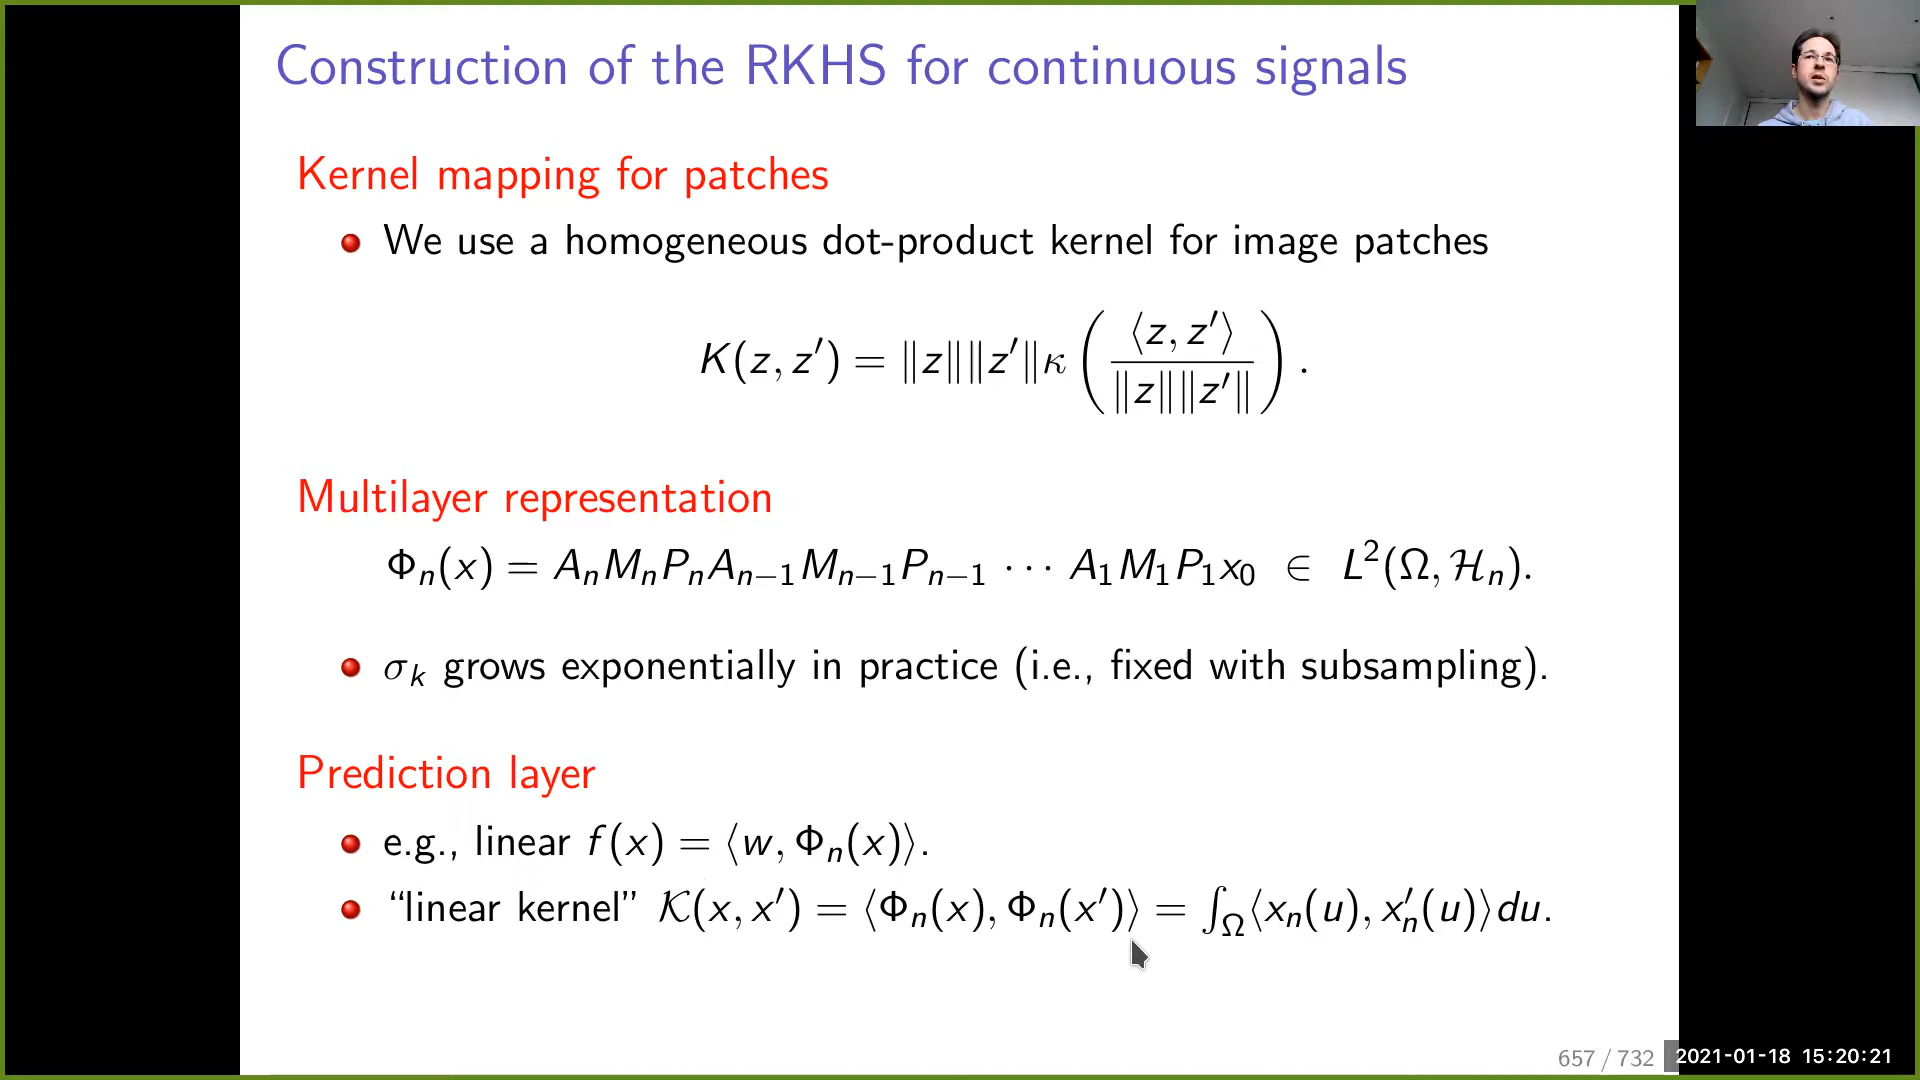 Construction of the RKHS for continuous signals
Kernel mapping for patches
We use a homogeneous dot-product kernel for image patches
K(z, z′) = ‖z‖‖z′‖κ(⟨z, z′⟩ / ‖z‖‖z′‖).
Multilayer representation
Φₙ(x) = AₙMₙPₙAₙ₋₁Mₙ₋₁Pₙ₋₁ ⋯ A₁M₁P₁x₀ ∈ L²(Ω, ℋₙ).
σₖ grows exponentially in practice (i.e., fixed with subsampling).
Prediction layer
e.g., linear f(x) = ⟨w, Φₙ(x)⟩.
“linear kernel” 𝒦(x, x′) = ⟨Φₙ(x), Φₙ(x′)⟩ = ∫_Ω⟨xₙ(u), x′ₙ(u)⟩du.
657 / 732
2021-01-18 15:20:21